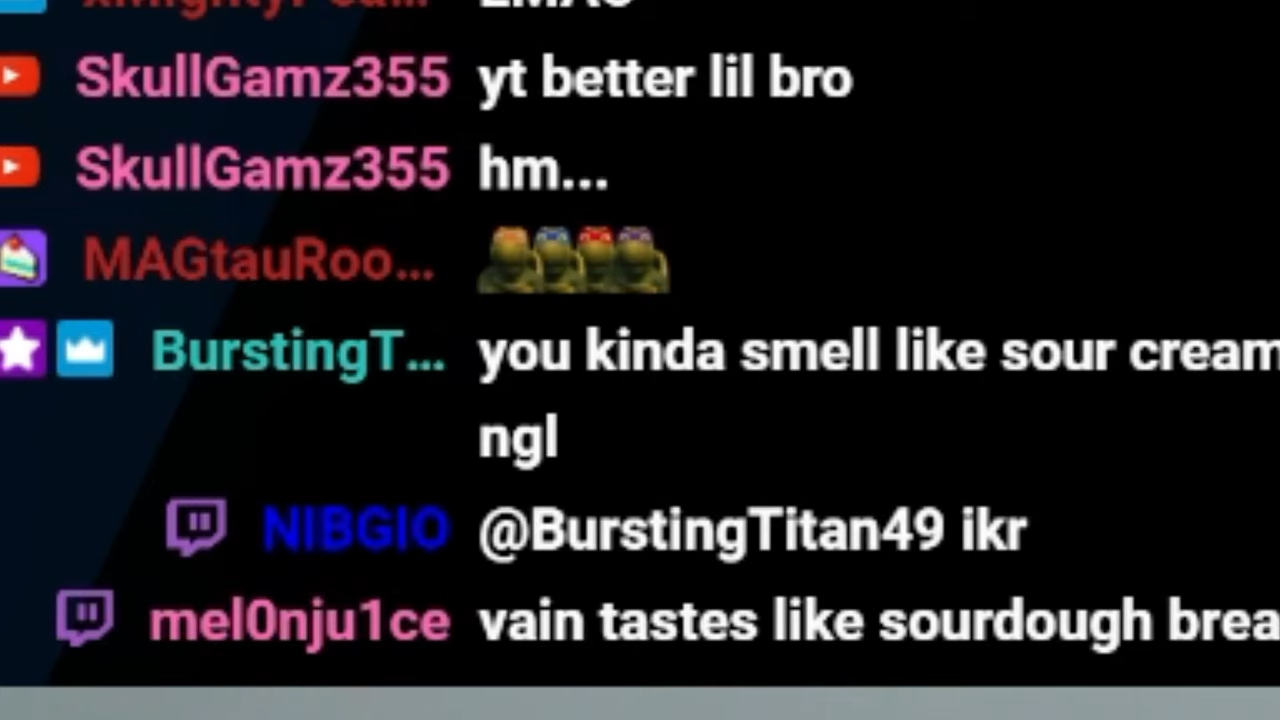 LMAO
SkullGamz355 yt better lil bro
SkullGamz355 hm...
MAGtauRoo...
BurstingT... you kinda smell like sour cream
ngl
NIBGIO @BurstingTitan49 ikr
mel0nju1ce vain tastes like sourdough brea